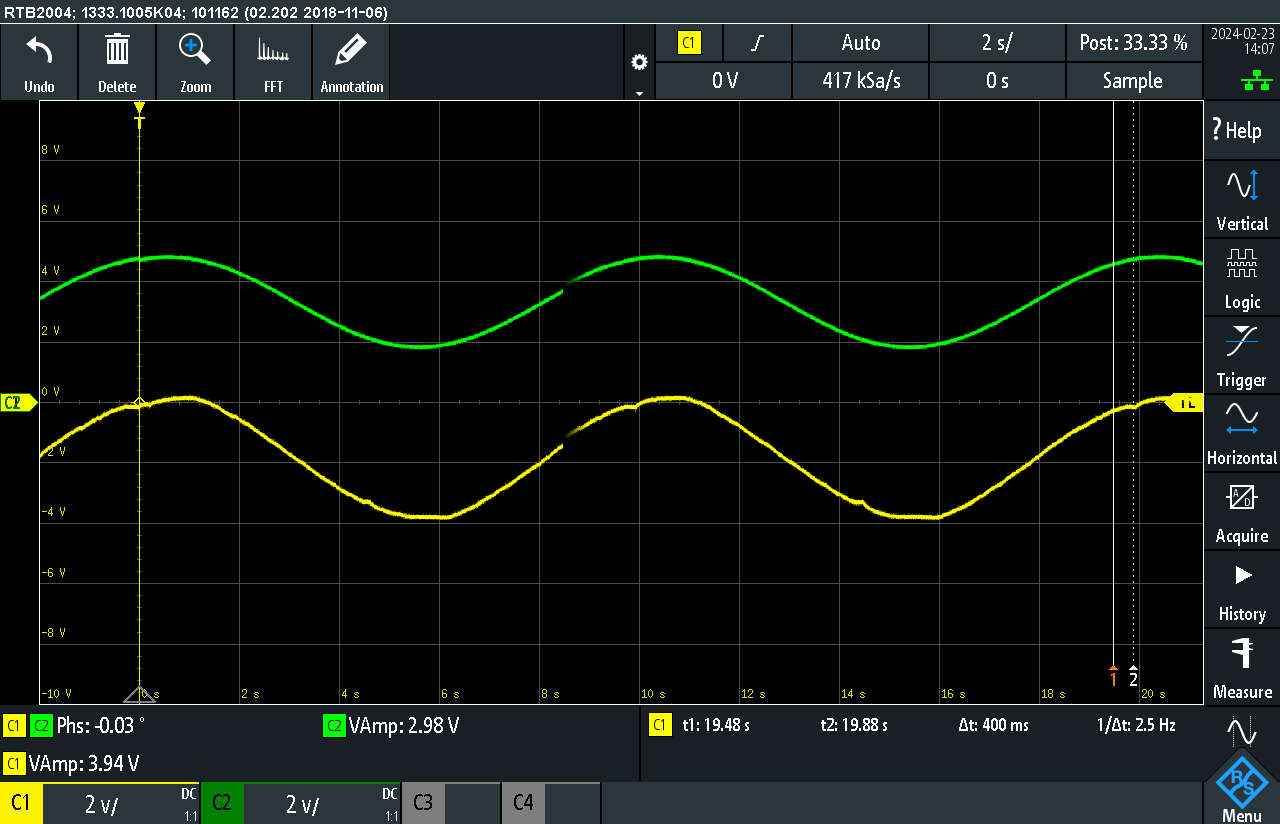 RTB2004; 1333.1005K04; 101162 (02.202 2018-11-06)
Undo Delete Zoom FFT Annotation
C1 Auto 2 s/ Post: 33.33 %
0 V 417 kSa/s 0 s Sample
2024-02-23
14:07
? Help
Vertical
Logic
Trigger
Horizontal
Acquire
History
Measure
Menu
T
8 V
6 V
4 V
2 V
0 V
-2 V
-4 V
-6 V
-8 V
-10 V 0 s 2 s 4 s 6 s 8 s 10 s 12 s 14 s 16 s 18 s 20 s
1 2
C1 C2 Phs: -0.03 ° C2 VAmp: 2.98 V C1 t1: 19.48 s t2: 19.88 s Δt: 400 ms 1/Δt: 2.5 Hz
C1 VAmp: 3.94 V
C1 2 V/ DC 1:1 C2 2 V/ DC 1:1 C3 C4
R&S